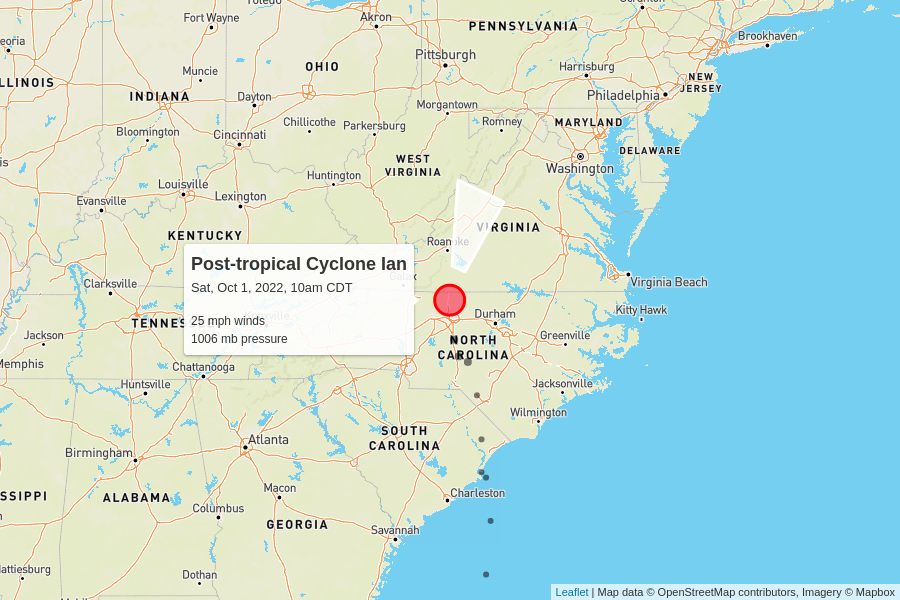 Toledo
Akron
Scranton
Fort Wayne
PENNSYLVANIA
Brookhaven
Pittsburgh
OHIO
Harrisburg
Muncie
NEW
JERSEY
ILLINOIS
INDIANA
Dayton
Philadelphia
Morgantown
Chillicothe
Parkersburg
Romney
MARYLAND
Bloomington
Cincinnati
DELAWARE
WEST
VIRGINIA
Washington
Huntington
Louisville
Lexington
Evansville
VIRGINIA
KENTUCKY
Roanoke
Post-tropical Cyclone Ian
Sat, Oct 1, 2022, 10am CDT
25 mph winds
1006 mb pressure
Galax
Clarksville
Virginia Beach
Kitty Hawk
TENNES
Durham
Jackson
Greenville
NORTH
CAROLINA
Memphis
Chattanooga
Huntsville
Jacksonville
Wilmington
SOUTH
CAROLINA
Atlanta
Birmingham
Macon
Charleston
SSIPPI
ALABAMA
Columbus
GEORGIA
Savannah
Hattiesburg
Dothan
Leaflet | Map data © OpenStreetMap contributors, Imagery © Mapbox